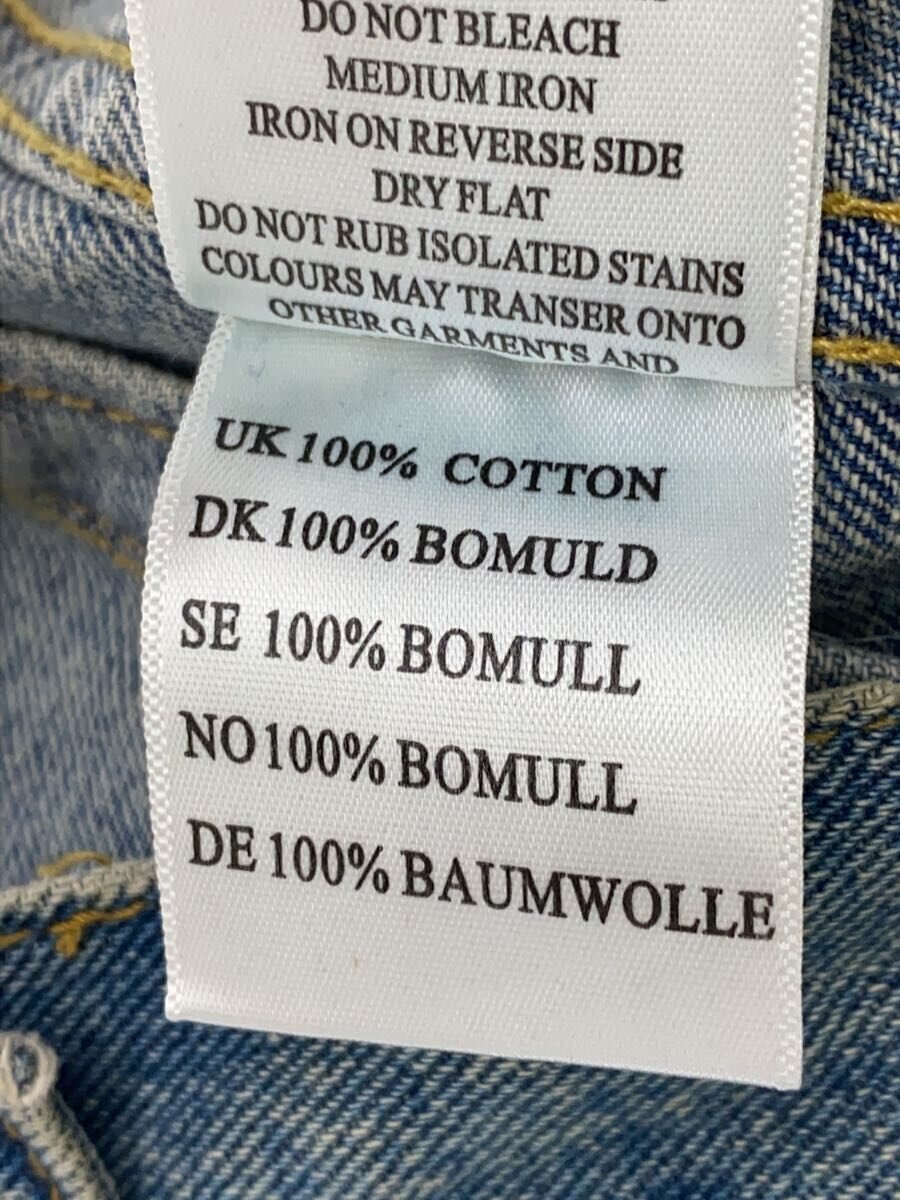 DO NOT BLEACH
MEDIUM IRON
IRON ON REVERSE SIDE
DRY FLAT
DO NOT RUB ISOLATED STAINS
COLOURS MAY TRANSER ONTO
OTHER GARMENTS AND
UK 100% COTTON
DK 100% BOMULD
SE 100% BOMULL
NO 100% BOMULL
DE 100% BAUMWOLLE